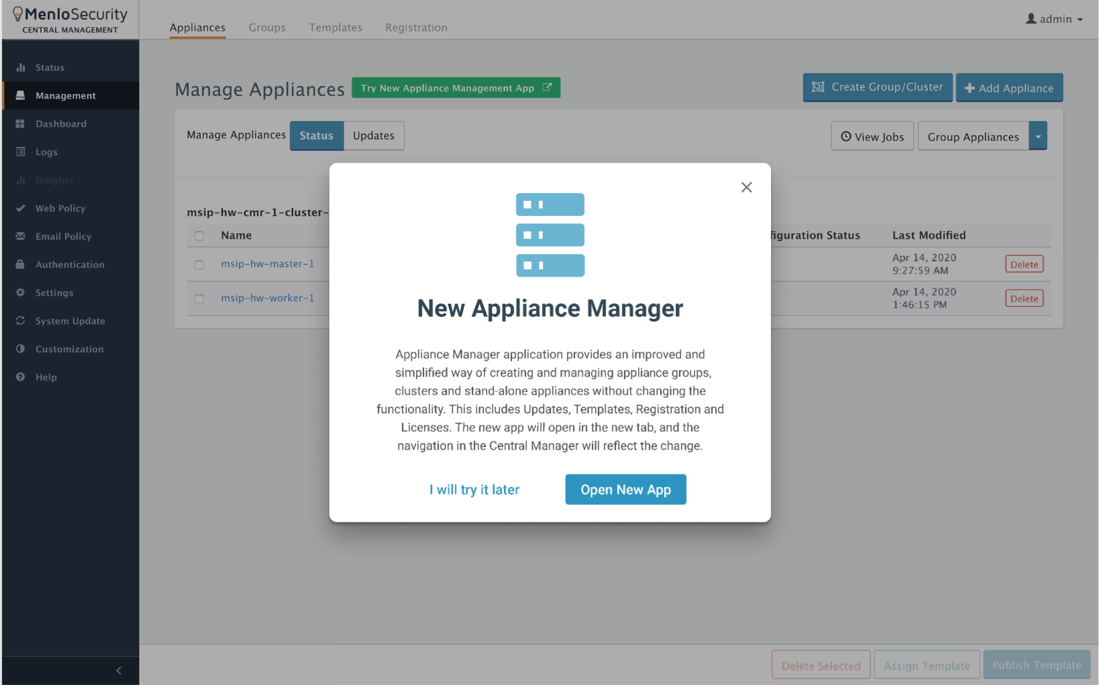 MenloSecurity
CENTRAL MANAGEMENT
Appliances Groups Templates Registration
admin
Status
Management
Dashboard
Logs
Insights
Web Policy
Email Policy
Authentication
Settings
System Update
Customization
Help
Manage Appliances
Try New Appliance Management App
Create Group/Cluster
Add Appliance
Manage Appliances Status Updates
View Jobs
Group Appliances
msip-hw-cmr-1-cluster-
Name
figuration Status
Last Modified
msip-hw-master-1
Apr 14, 2020
9:27:59 AM
Delete
msip-hw-worker-1
Apr 14, 2020
1:46:15 PM
Delete
New Appliance Manager
Appliance Manager application provides an improved and
simplified way of creating and managing appliance groups,
clusters and stand-alone appliances without changing the
functionality. This includes Updates, Templates, Registration and
Licenses. The new app will open in the new tab, and the
navigation in the Central Manager will reflect the change.
I will try it later
Open New App
Delete Selected
Assign Template
Publish Template